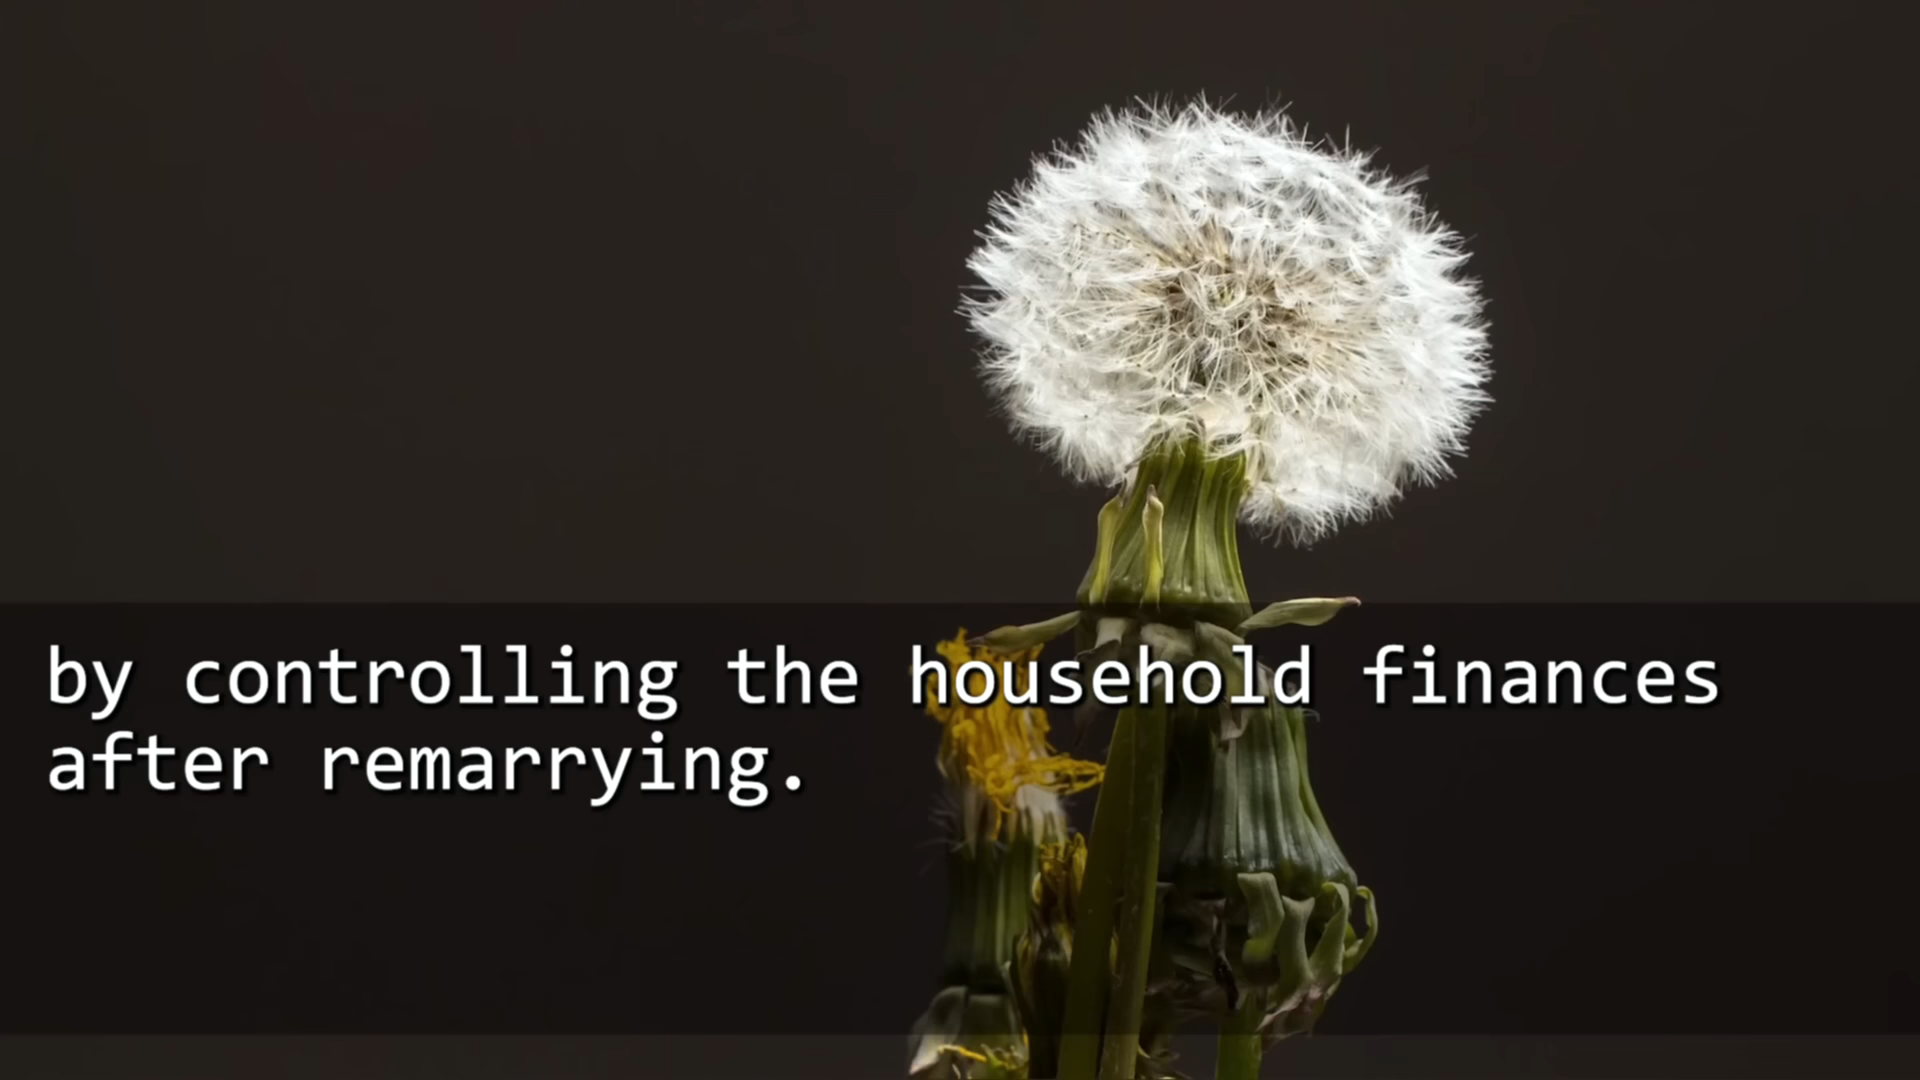 by controlling the household finances
after remarrying.